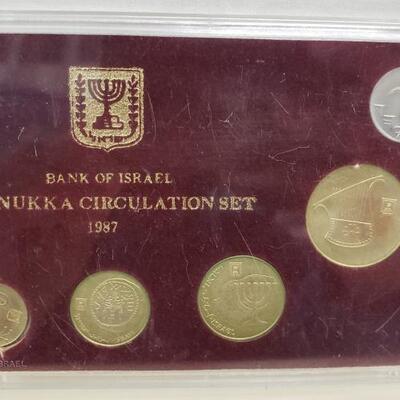 BANK OF ISRAEL
NUKKA CIRCULATION SET
1987